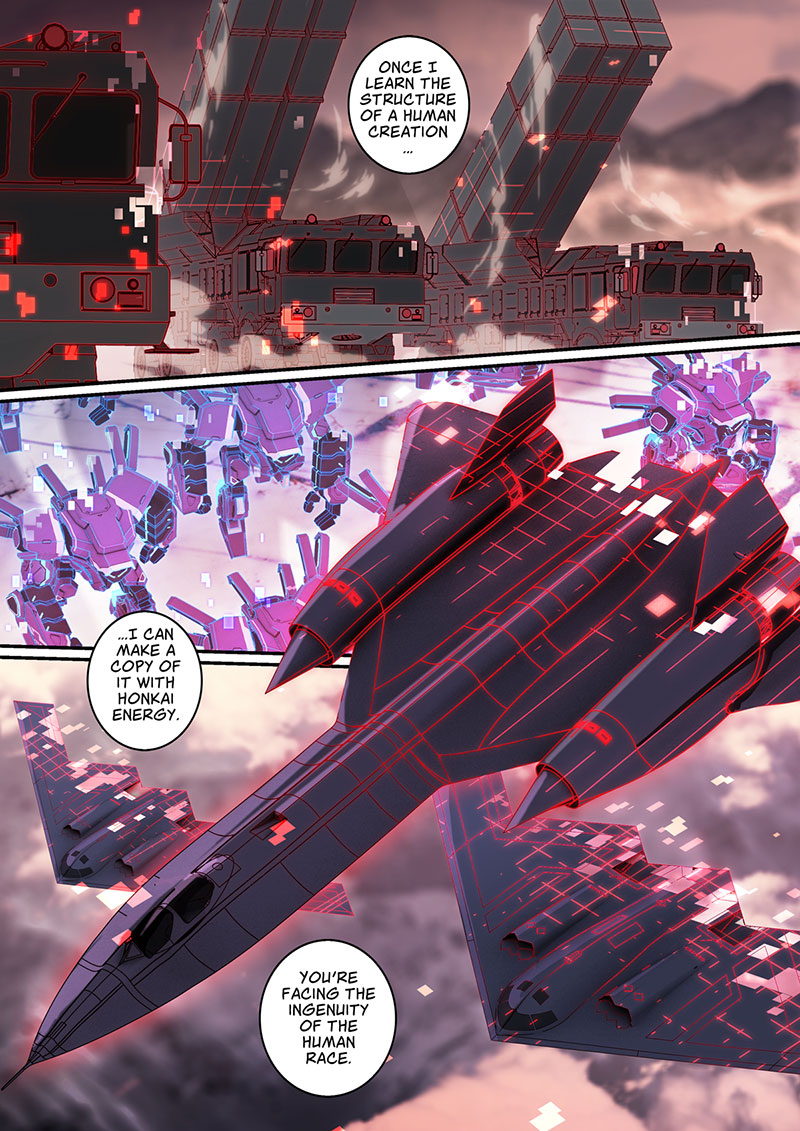 ONCE I
LEARN THE
STRUCTURE
OF A HUMAN
CREATION
...
...I CAN
MAKE A
COPY OF
IT WITH
HONKAI
ENERGY.
YOU'RE
FACING THE
INGENUITY
OF THE
HUMAN
RACE.